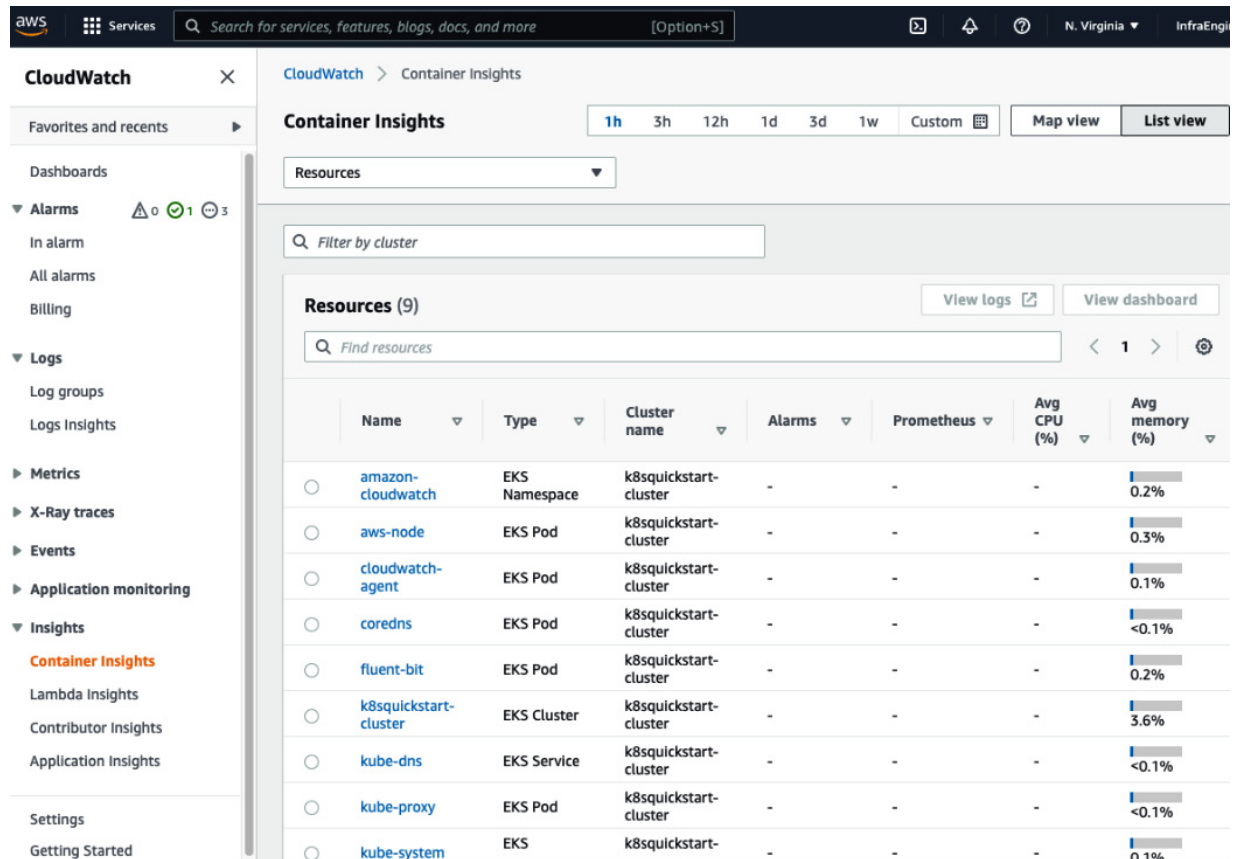 aws Services Search for services, features, blogs, docs, and more [Option+S] N. Virginia InfraEngi
CloudWatch
Favorites and recents
Dashboards
Alarms 0 1 3
In alarm
All alarms
Billing
Logs
Log groups
Logs Insights
Metrics
X-Ray traces
Events
Application monitoring
Insights
Container Insights
Lambda Insights
Contributor Insights
Application Insights
Settings
Getting Started
CloudWatch > Container Insights
Container Insights 1h 3h 12h 1d 3d 1w Custom Map view List view
Resources
Filter by cluster
Resources (9) View logs View dashboard
Find resources < 1 >
Name Type Cluster name Alarms Prometheus Avg CPU (%) Avg memory (%)
amazon-cloudwatch EKS Namespace k8squickstart-cluster - - - 0.2%
aws-node EKS Pod k8squickstart-cluster - - - 0.3%
cloudwatch-agent EKS Pod k8squickstart-cluster - - - 0.1%
coredns EKS Pod k8squickstart-cluster - - - <0.1%
fluent-bit EKS Pod k8squickstart-cluster - - - 0.2%
k8squickstart-cluster EKS Cluster k8squickstart-cluster - - - 3.6%
kube-dns EKS Service k8squickstart-cluster - - - <0.1%
kube-proxy EKS Pod k8squickstart-cluster - - - <0.1%
kube-system EKS k8squickstart- - - - 0.1%